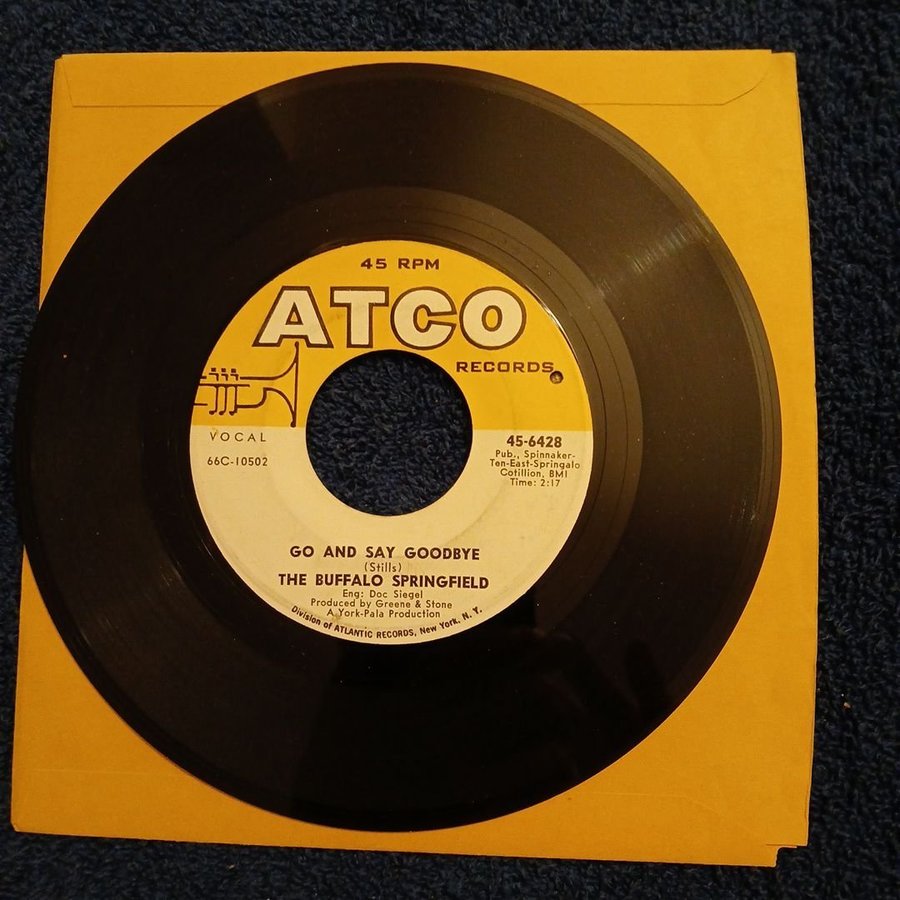 45 RPM
ATCO
RECORDS
VOCAL
66C-10502
45-6428
Pub., Spinnaker-
Ten-East-Springalo
Cotillion, BMI
Time: 2:17
GO AND SAY GOODBYE
(Stills)
THE BUFFALO SPRINGFIELD
Eng: Doc Siegel
Produced by Greene & Stone
A York-Pala Production
Division of ATLANTIC RECORDS, New York, N. Y.